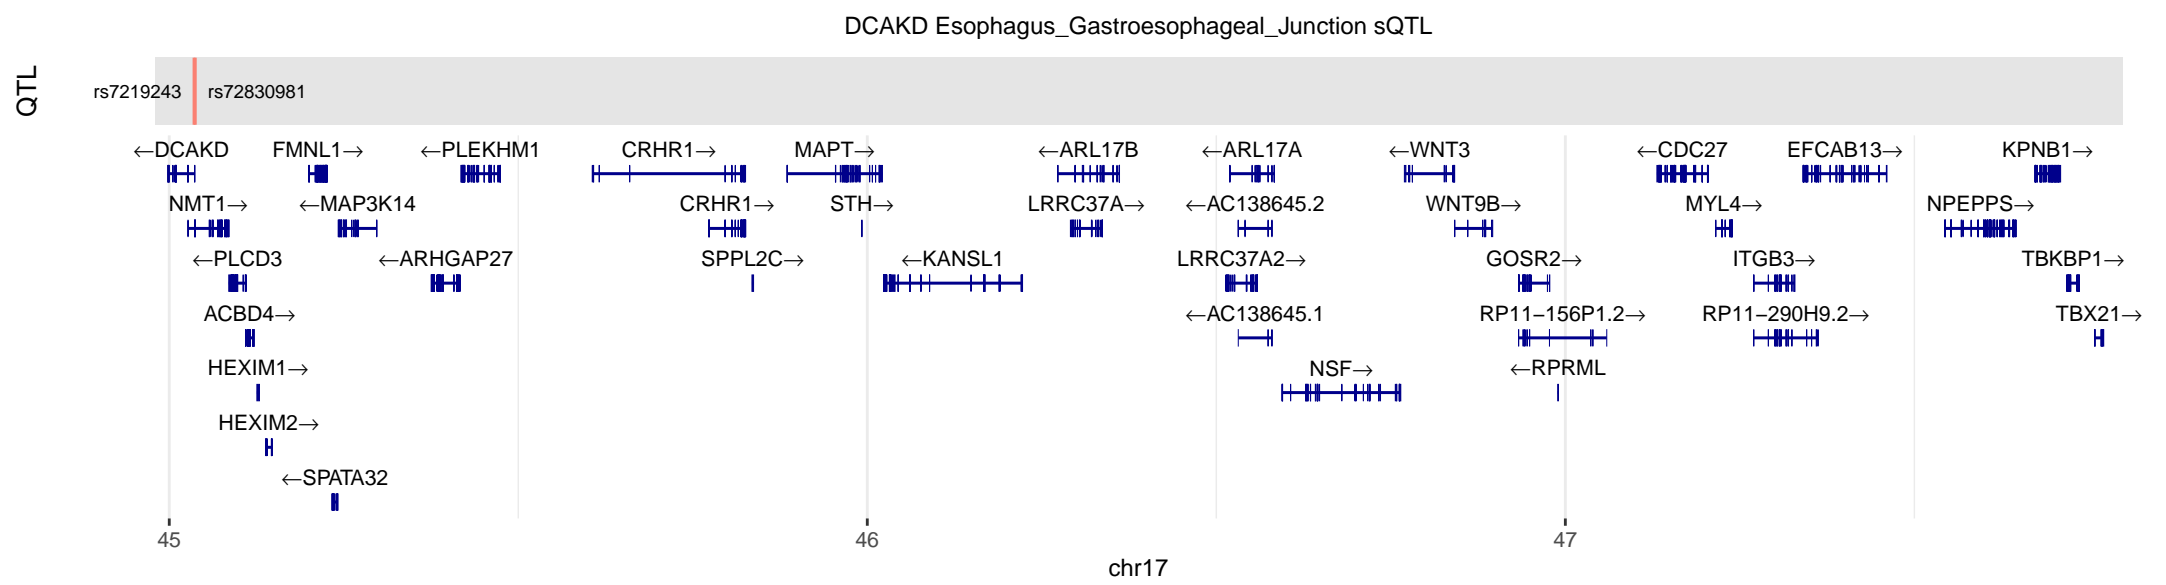 DCAKD Esophagus_Gastroesophageal_Junction sQTL
QTL
rs7219243 rs72830981
←DCAKD FMNL1→ ←PLEKHM1 CRHR1→ MAPT→ ←ARL17B ←ARL17A ←WNT3 ←CDC27 EFCAB13→ KPNB1→
NMT1→ ←MAP3K14 CRHR1→ STH→ LRRC37A→ ←AC138645.2 WNT9B→ MYL4→ NPEPPS→
←PLCD3 ←ARHGAP27 SPPL2C→ ←KANSL1 LRRC37A2→ GOSR2→ ITGB3→ TBKBP1→
ACBD4→ ←AC138645.1 RP11−156P1.2→ RP11−290H9.2→ TBX21→
HEXIM1→ NSF→ ←RPRML
HEXIM2→
←SPATA32
45 46 47
chr17